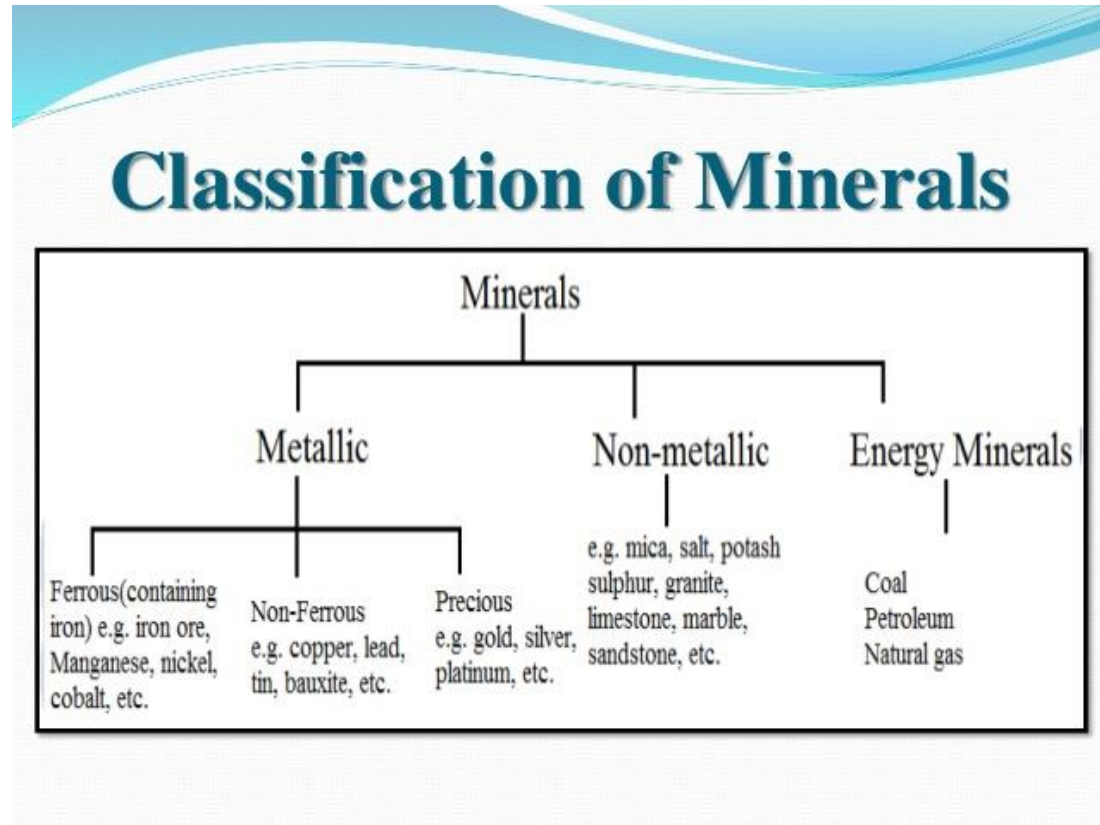 Classification of Minerals
Minerals
Metallic
Non-metallic
Energy Minerals
Ferrous(containing
iron) e.g. iron ore,
Manganese, nickel,
cobalt, etc.
Non-Ferrous
e.g. copper, lead,
tin, bauxite, etc.
Precious
e.g. gold, silver,
platinum, etc.
e.g. mica, salt, potash
sulphur, granite,
limestone, marble,
sandstone, etc.
Coal
Petroleum
Natural gas